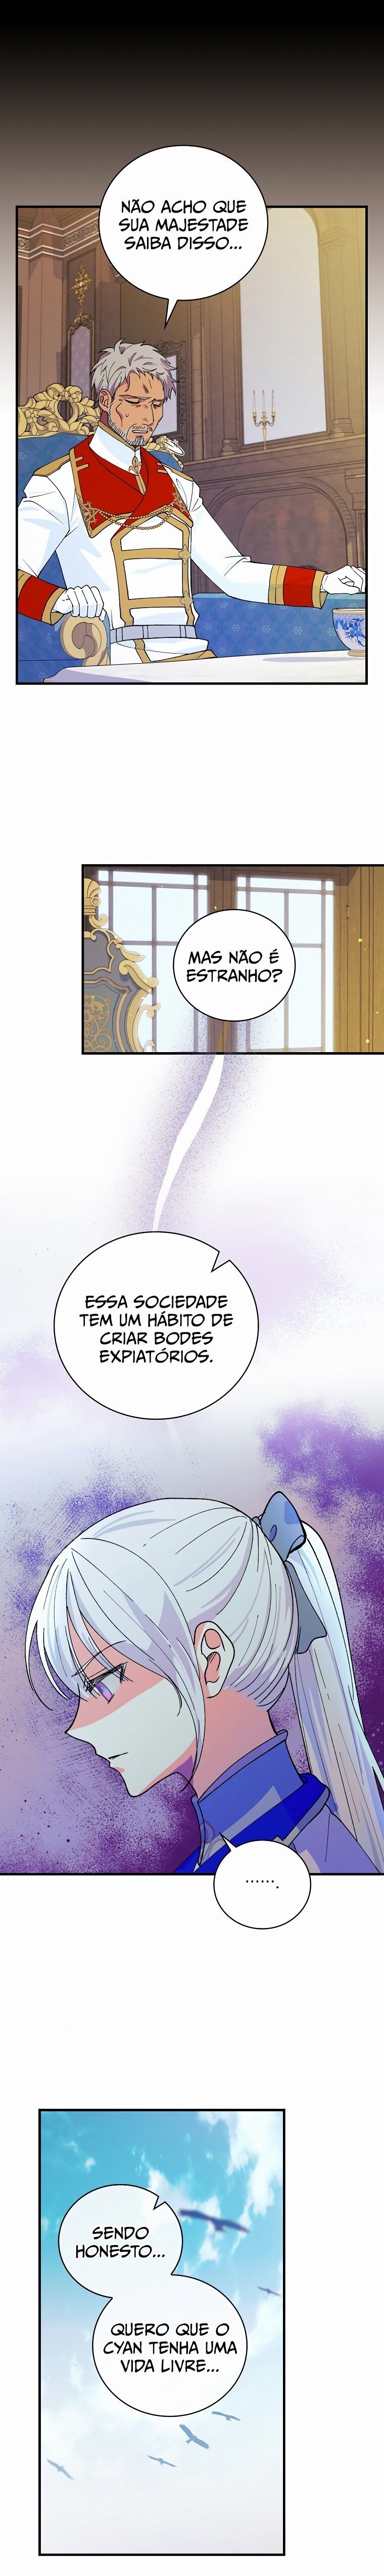 NÃO ACHO QUE
SUA MAJESTADE
SAIBA DISSO...
MAS NÃO É
ESTRANHO?
ESSA SOCIEDADE
TEM UM HÁBITO DE
CRIAR BODES
EXPIATÓRIOS.
.......
SENDO
HONESTO...
QUERO QUE O
CYAN TENHA UMA
VIDA LIVRE...